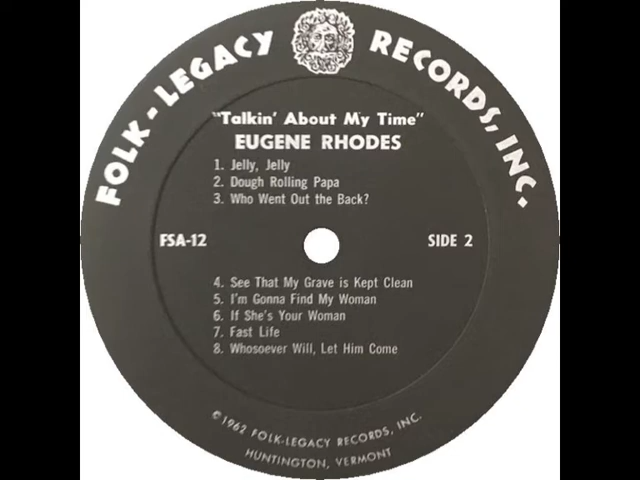 FOLK-LEGACY RECORDS, INC.
"Talkin' About My Time"
EUGENE RHODES
1. Jelly, Jelly
2. Dough Rolling Papa
3. Who Went Out the Back?
FSA-12
SIDE 2
4. See That My Grave is Kept Clean
5. I'm Gonna Find My Woman
6. If She's Your Woman
7. Fast Life
8. Whosoever Will, Let Him Come
©1962 FOLK-LEGACY RECORDS, INC.
HUNTINGTON, VERMONT